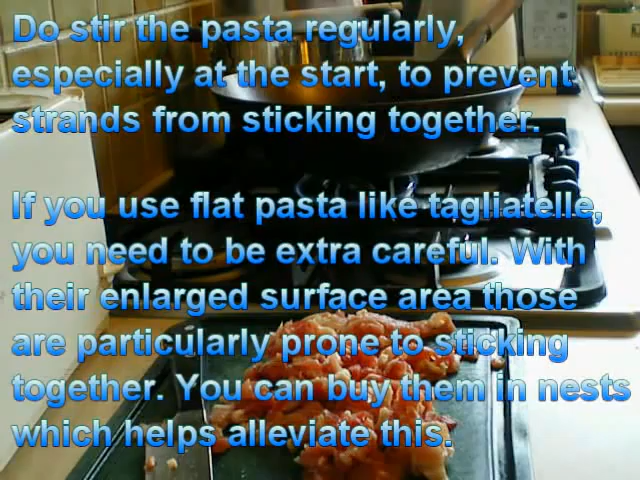 Do stir the pasta regularly,
especially at the start, to prevent
strands from sticking together.
If you use flat pasta like tagliatelle,
you need to be extra careful. With
their enlarged surface area those
are particularly prone to sticking
together. You can buy them in nests
which helps alleviate this.